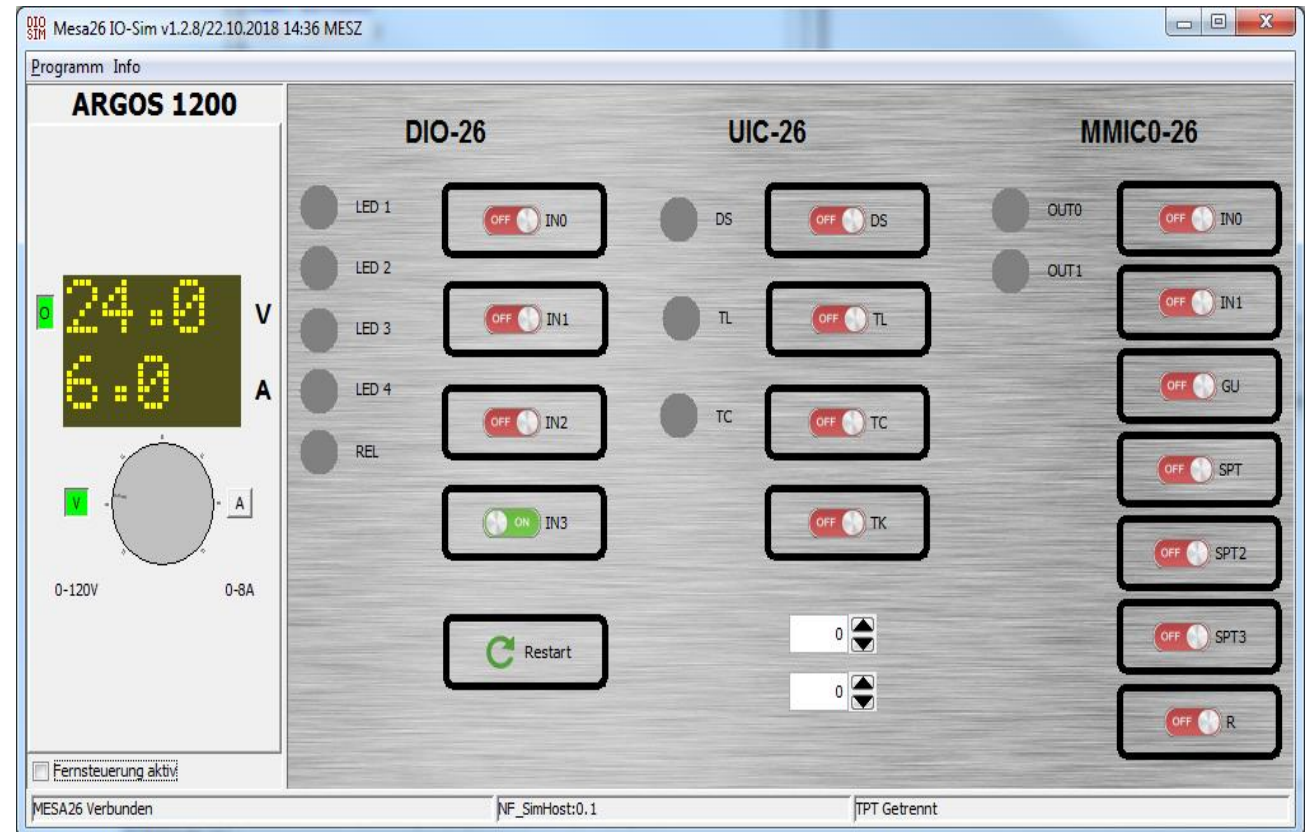 DIO
SIM
Mesa26 IO-Sim v1.2.8/22.10.2018 14:36 MESZ
X
Programm Info
ARGOS 1200
O
24.0 V
6.0 A
V
A
0-120V 0-8A
Fernsteuerung aktiv
DIO-26
LED 1
LED 2
LED 3
LED 4
REL
OFF IN0
OFF IN1
OFF IN2
ON IN3
Restart
UIC-26
DS
TL
TC
OFF DS
OFF TL
OFF TC
OFF TK
0
0
MMIC0-26
OUT0
OUT1
OFF IN0
OFF IN1
OFF GU
OFF SPT
OFF SPT2
OFF SPT3
OFF R
MESA26 Verbunden NF_SimHost:0.1 TPT Getrennt